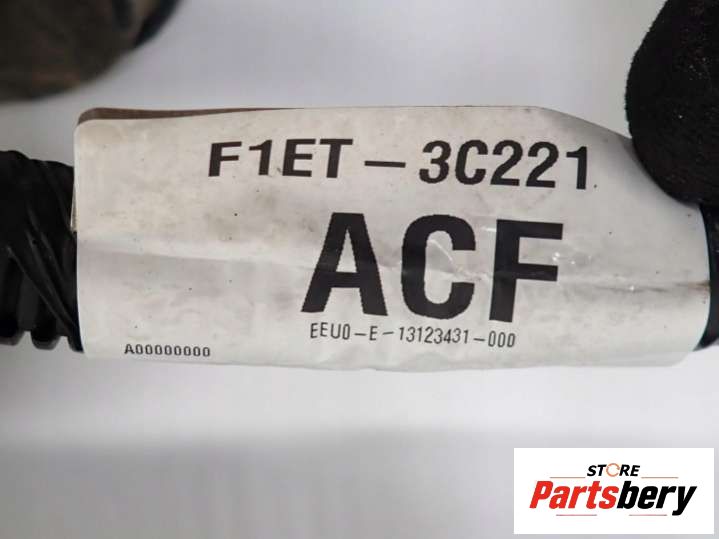 F1ET-3C221
ACF
EEU0-E-13123431-000
A00000000
STORE
Partsbery